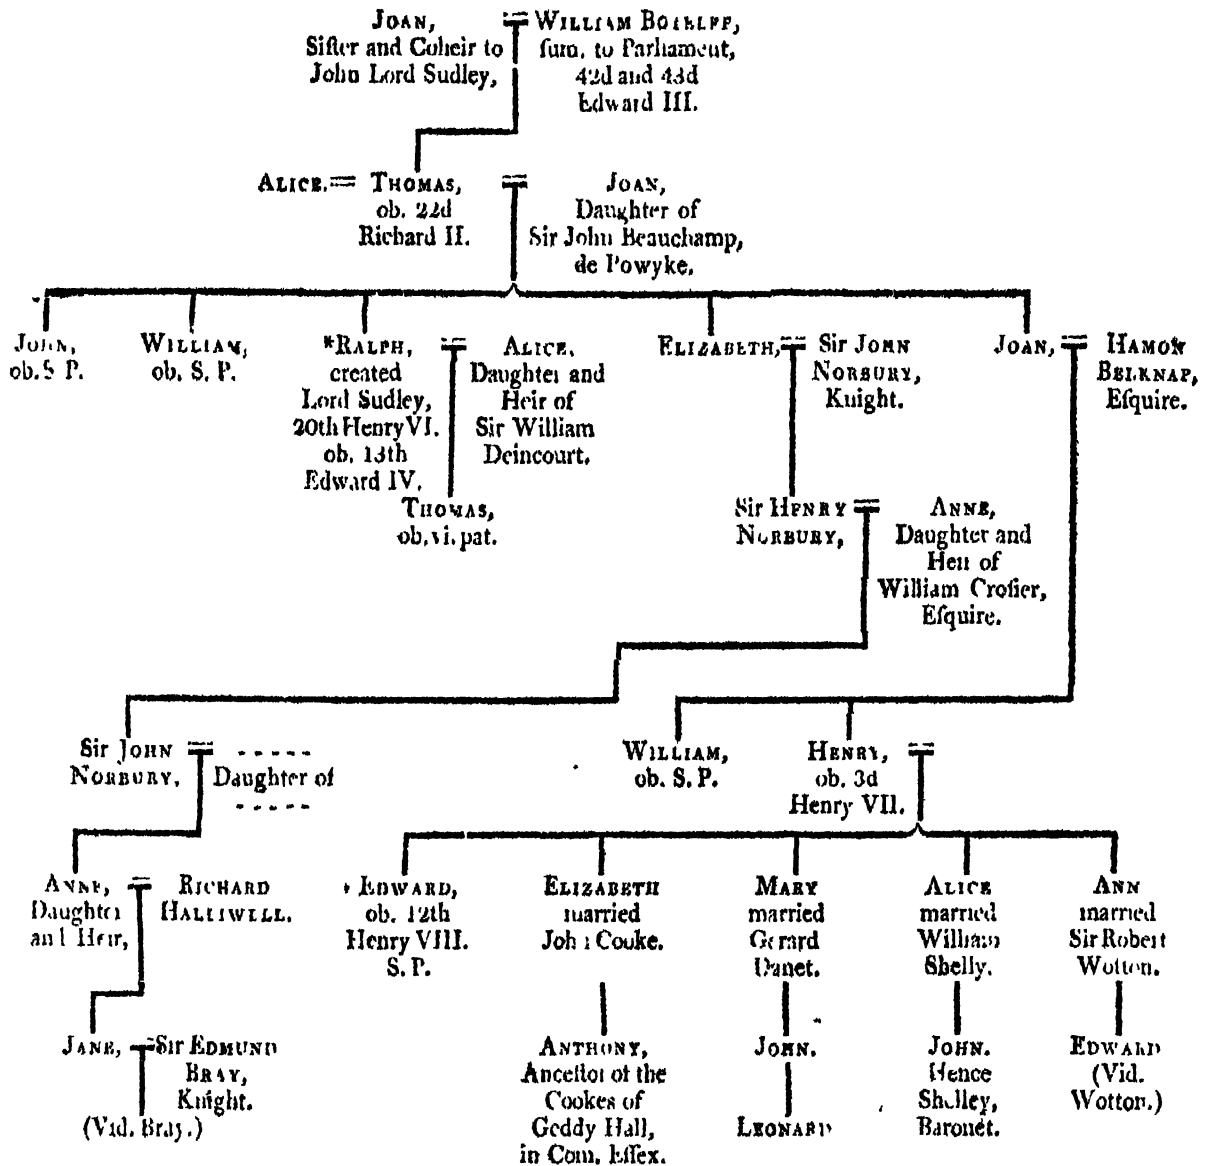 JOAN,
Sister and Coheir to
John Lord Sudley,
WILLIAM BOTELER,
sum. to Parliament,
42d and 43d
Edward III.
ALICE.
THOMAS,
ob. 22d
Richard II.
JOAN,
Daughter of
Sir John Beauchamp,
de Powyke.
JOHN,
ob. S P.
WILLIAM,
ob. S. P.
*RALPH,
created
Lord Sudley,
20th Henry VI.
ob. 13th
Edward IV.
ALICE,
Daughter and
Heir of
Sir William
Deincourt.
ELIZABETH,
Sir JOHN
NORBURY,
Knight.
JOAN,
HAMON
BELKNAP,
Esquire.
THOMAS,
ob. vi. pat.
Sir HENRY
NORBURY,
ANNE,
Daughter and
Heir of
William Crosier,
Esquire.
Sir JOHN
NORBURY,
- - - - -
Daughter of
- - - - -
WILLIAM,
ob. S. P.
HENRY,
ob. 3d
Henry VII.
ANNE,
Daughter
and Heir,
RICHARD
HALLIWELL.
EDWARD,
ob. 12th
Henry VIII.
S. P.
ELIZABETH
married
John Cooke.
MARY
married
Gerard
Danet.
ALICE
married
William
Shelly.
ANN
married
Sir Robert
Wotton.
JANE,
Sir EDMUND
BRAY,
Knight.
(Vid. Bray.)
ANTHONY,
Ancestor of the
Cookes of
Geddy Hall,
in Com. Essex.
JOHN.
LEONARD
JOHN.
Hence
Shelley,
Baronet.
EDWARD
(Vid.
Wotton.)